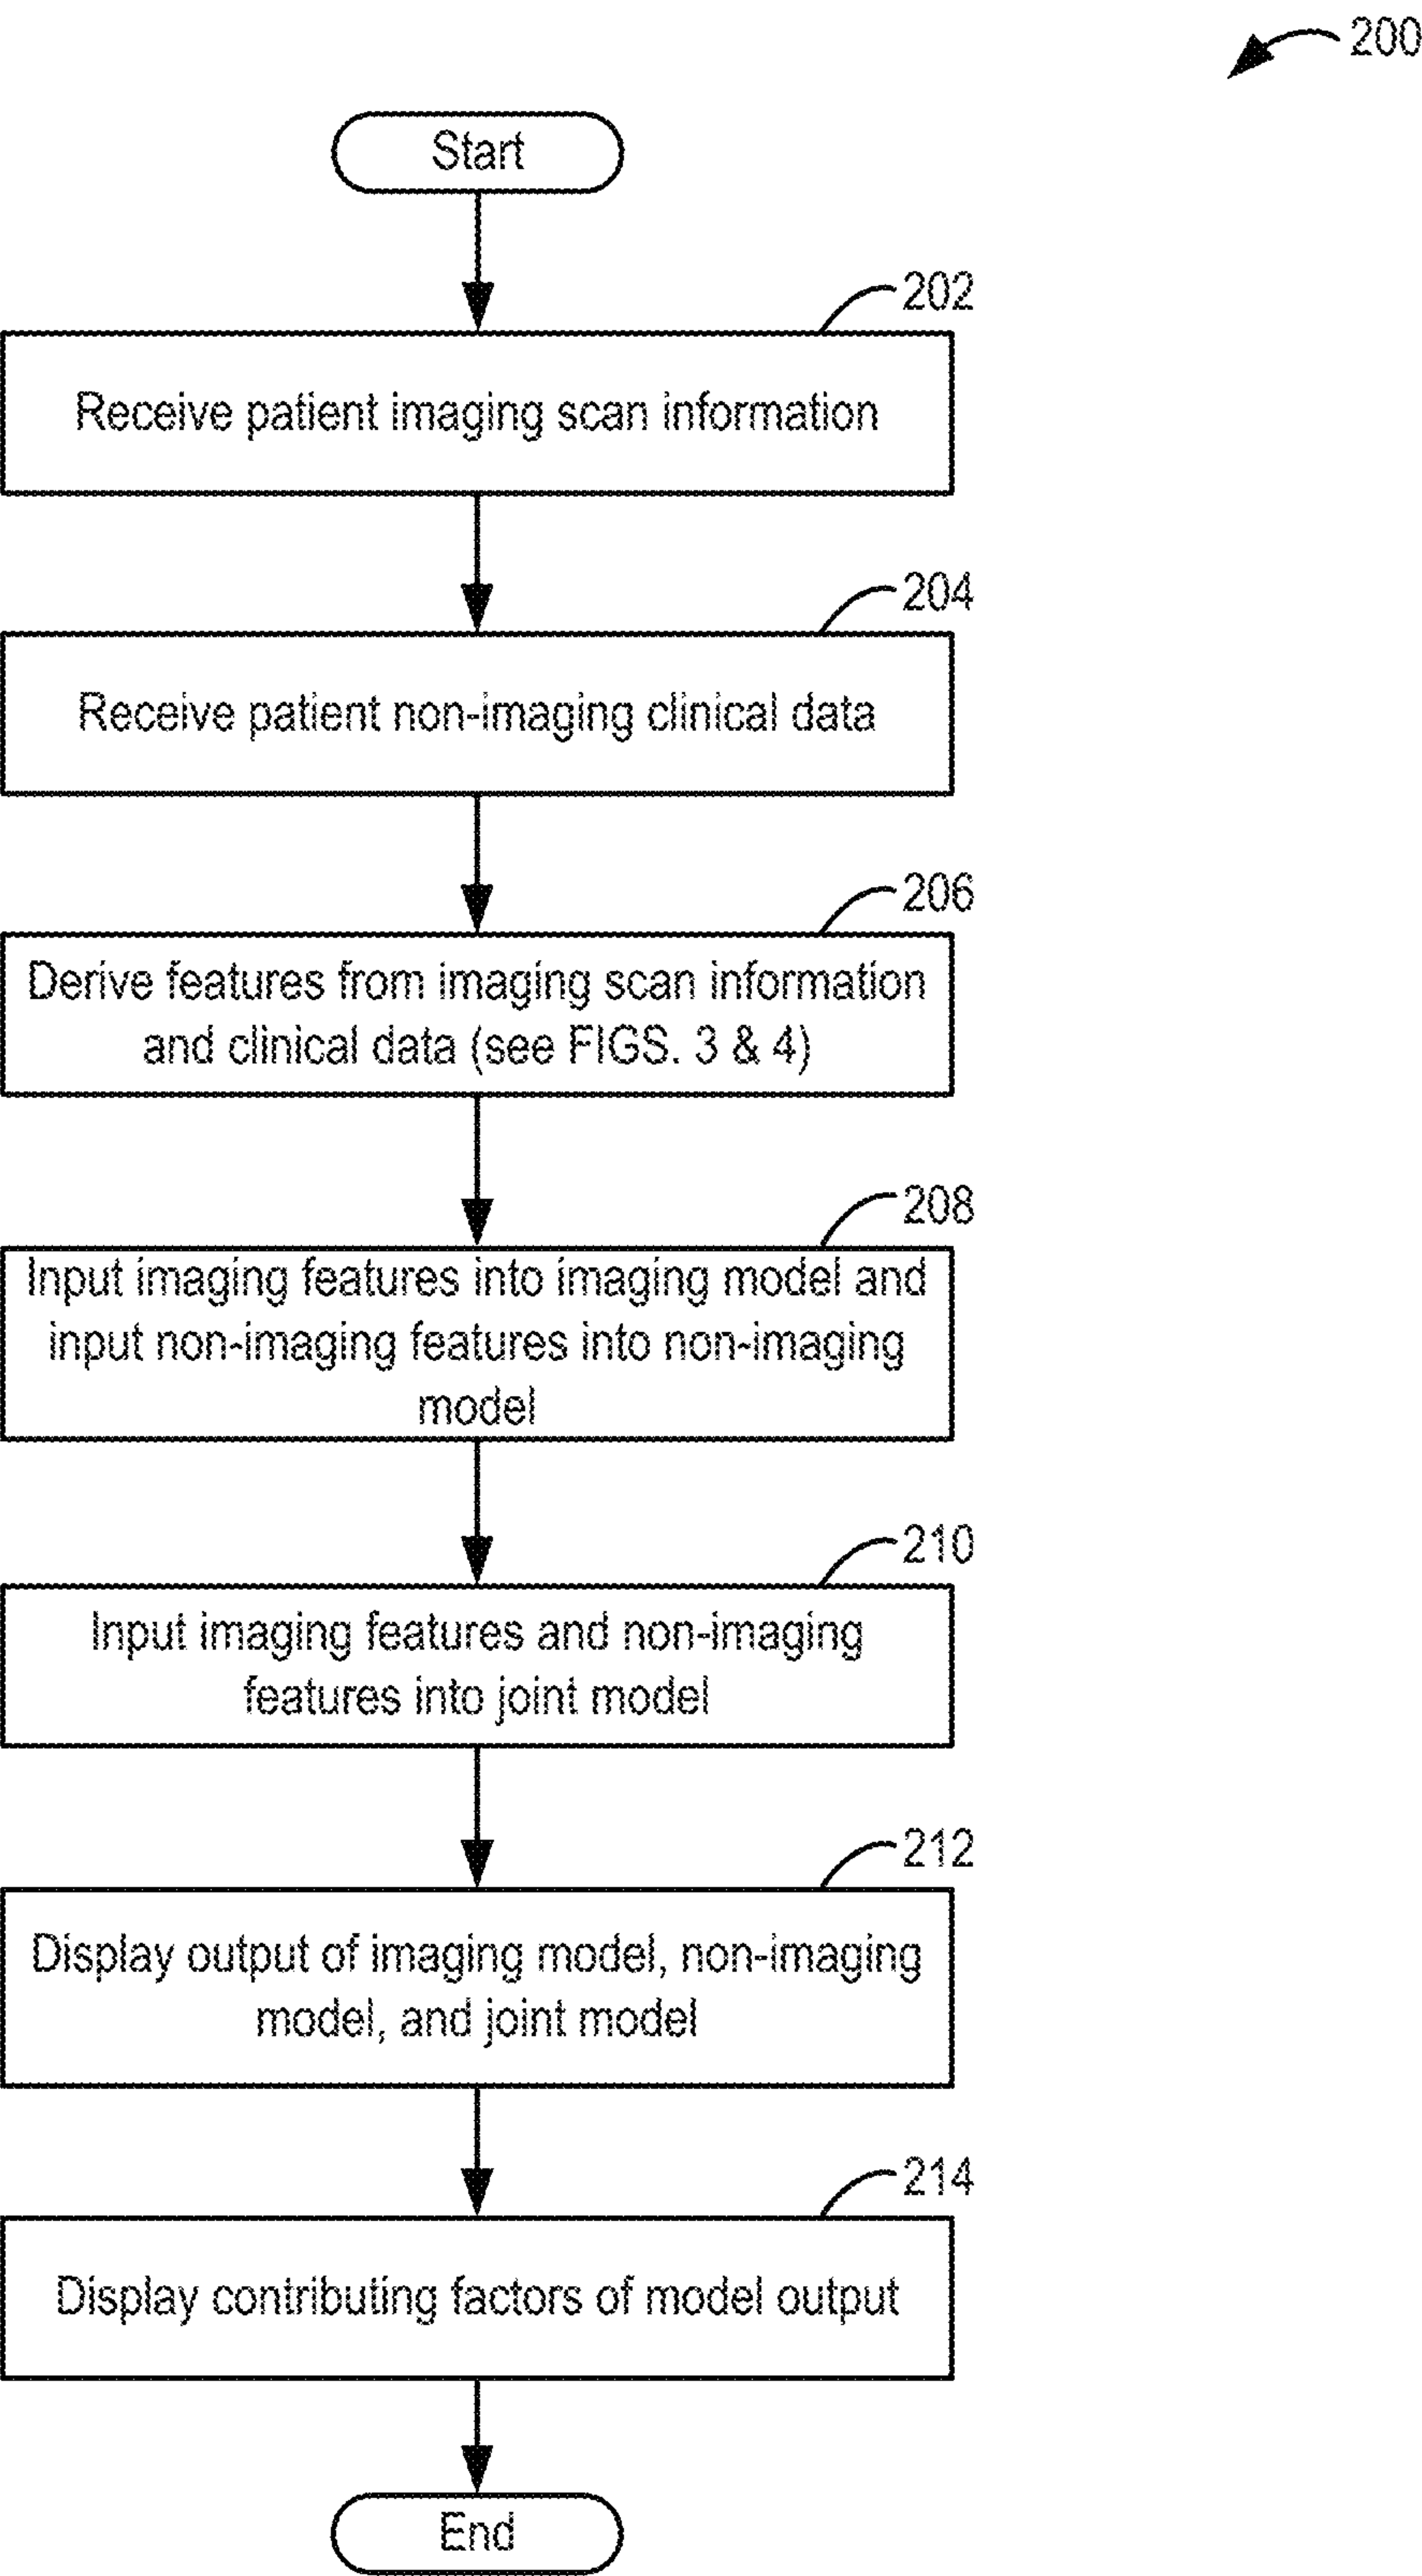 200
Start
202
Receive patient imaging scan information
204
Receive patient non-imaging clinical data
206
Derive features from imaging scan information
and clinical data (see FIGS. 3 & 4)
208
Input imaging features into imaging model and
input non-imaging features into non-imaging
model
210
Input imaging features and non-imaging
features into joint model
212
Display output of imaging model, non-imaging
model, and joint model
214
Display contributing factors of model output
End